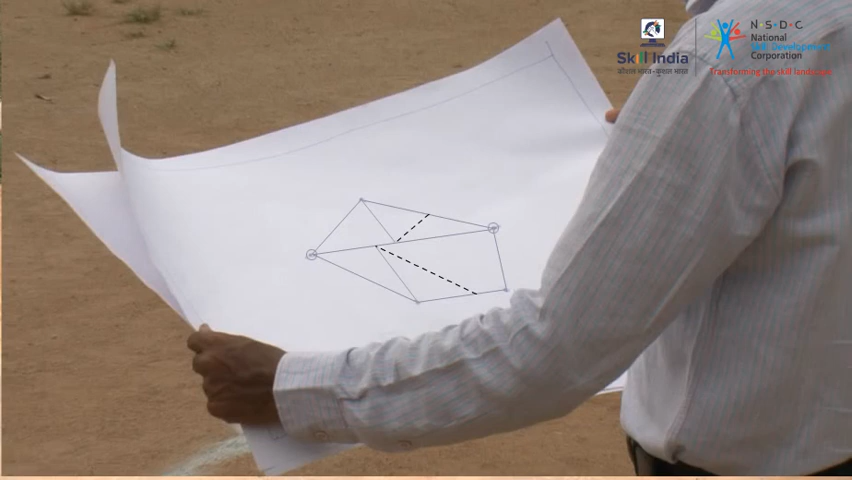 Skill India
कौशल भारत-कुशल भारत
N·S·D·C
National
Skill Development
Corporation
Transforming the skill landscape